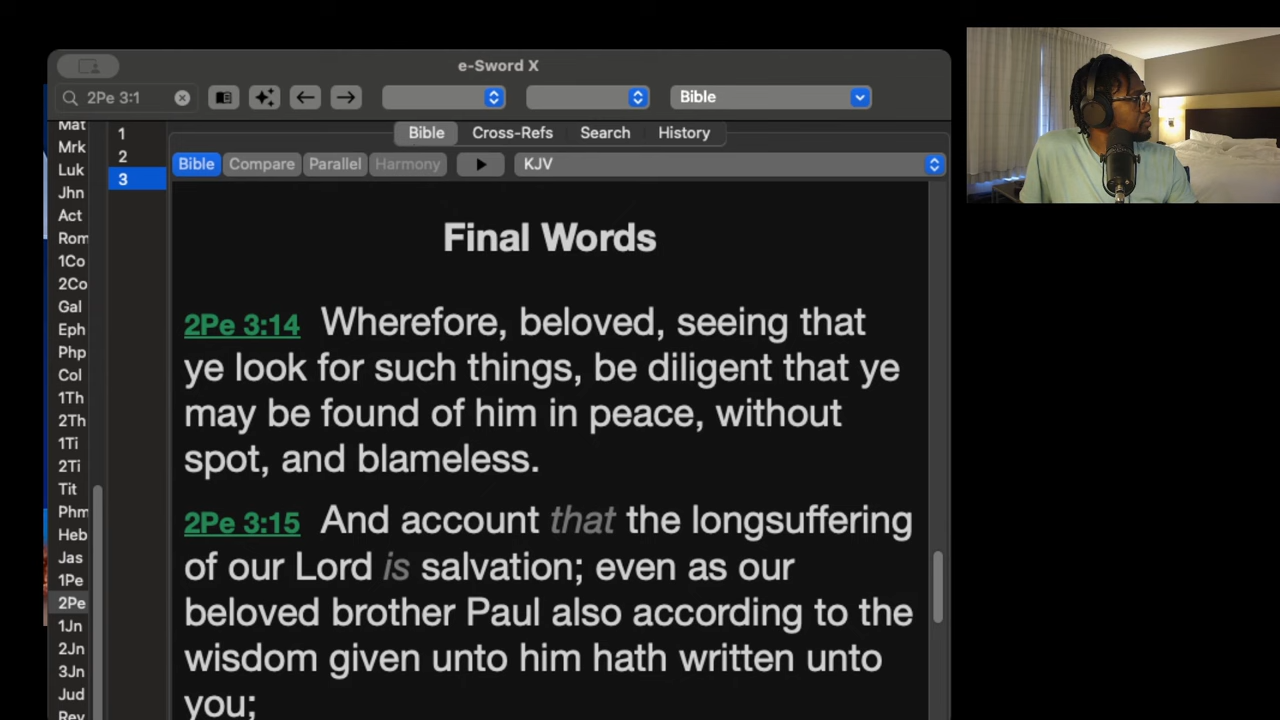 e-Sword X
2Pe 3:1
Bible
Bible Cross-Refs Search History
Bible Compare Parallel Harmony KJV
Mat
Mrk
Luk
Jhn
Act
Rom
1Co
2Co
Gal
Eph
Php
Col
1Th
2Th
1Ti
2Ti
Tit
Phm
Heb
Jas
1Pe
2Pe
1Jn
2Jn
3Jn
Jud
Rev
1
2
3
Final Words
2Pe 3:14 Wherefore, beloved, seeing that
ye look for such things, be diligent that ye
may be found of him in peace, without
spot, and blameless.
2Pe 3:15 And account that the longsuffering
of our Lord is salvation; even as our
beloved brother Paul also according to the
wisdom given unto him hath written unto
you;